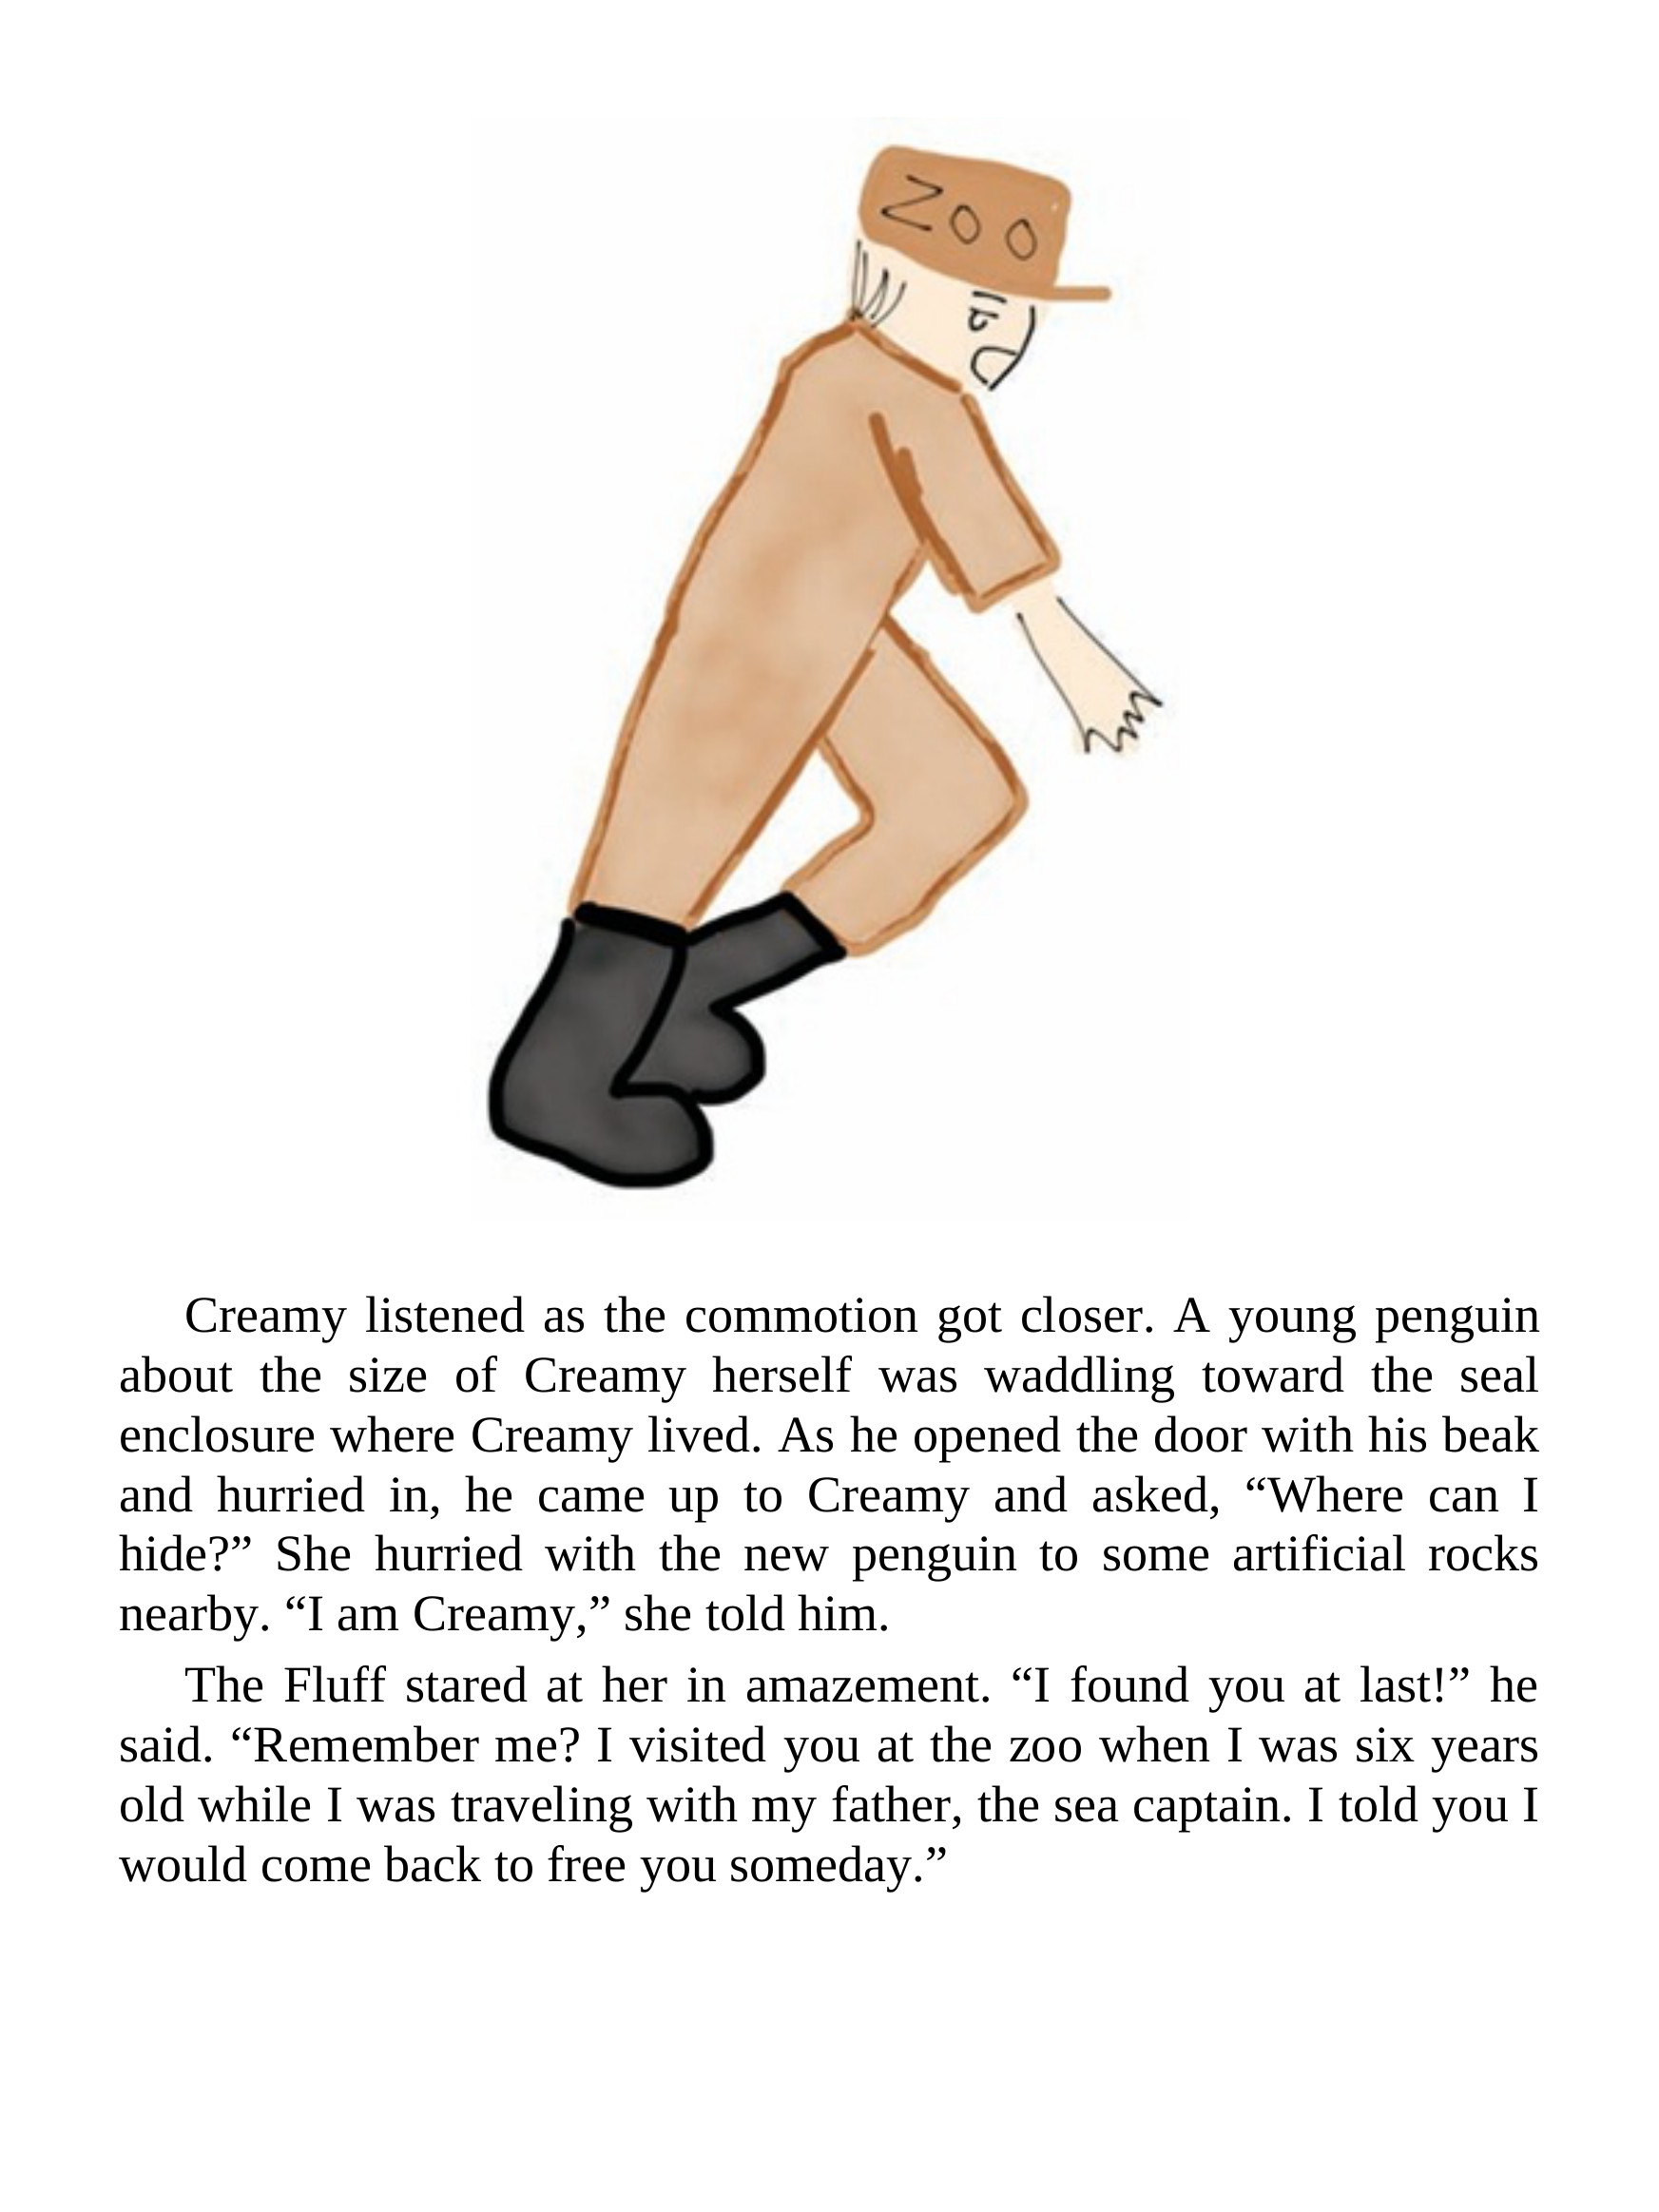 ZOO
Creamy listened as the commotion got closer. A young penguin
about the size of Creamy herself was waddling toward the seal
enclosure where Creamy lived. As he opened the door with his beak
and hurried in, he came up to Creamy and asked, “Where can I
hide?” She hurried with the new penguin to some artificial rocks
nearby. “I am Creamy,” she told him.
The Fluff stared at her in amazement. “I found you at last!” he
said. “Remember me? I visited you at the zoo when I was six years
old while I was traveling with my father, the sea captain. I told you I
would come back to free you someday.”